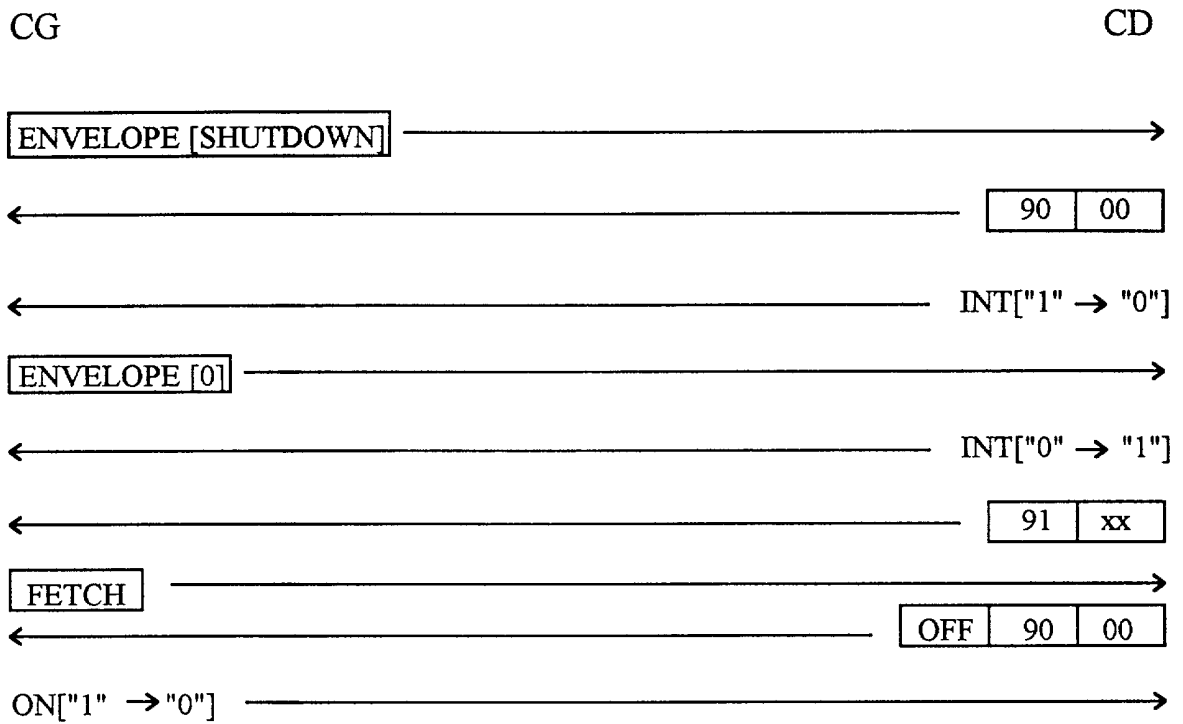 CG CD
ENVELOPE [SHUTDOWN]
90 00
INT["1" → "0"]
ENVELOPE [0]
INT["0" → "1"]
91 xx
FETCH
OFF 90 00
ON["1" → "0"]